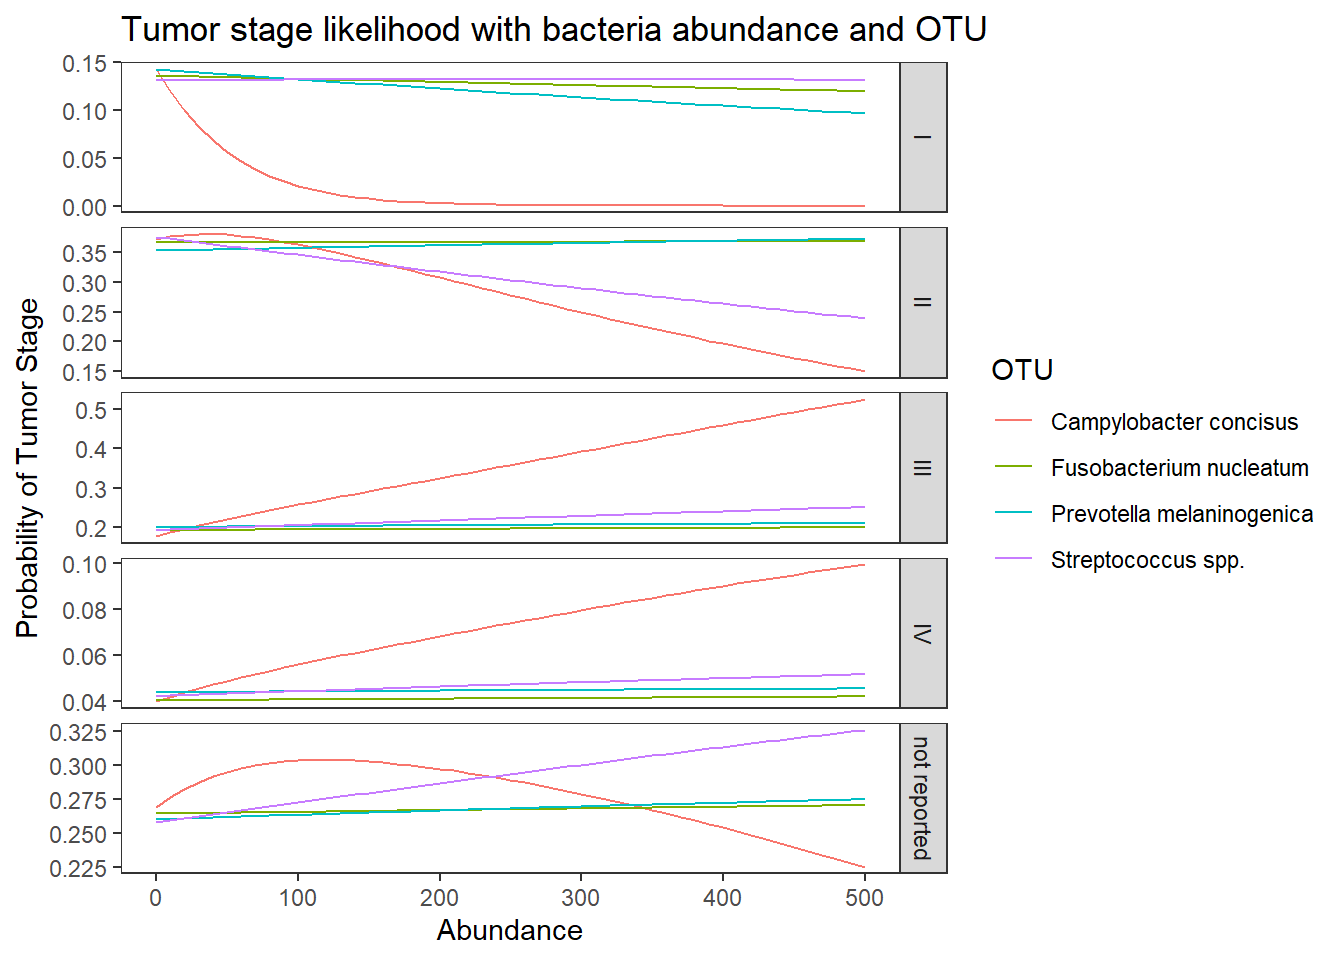 Tumor stage likelihood with bacteria abundance and OTU
Probability of Tumor Stage
0.15
0.10
0.05
0.00
I
0.35
0.30
0.25
0.20
0.15
II
0.5
0.4
0.3
0.2
III
0.10
0.08
0.06
0.04
IV
0.325
0.300
0.275
0.250
0.225
not reported
0 100 200 300 400 500
Abundance
OTU
Campylobacter concisus
Fusobacterium nucleatum
Prevotella melaninogenica
Streptococcus spp.